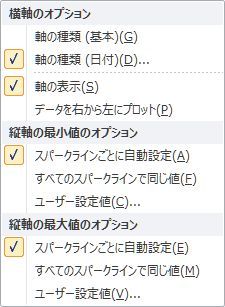 横軸のオプション
軸の種類 (基本)(G)
軸の種類 (日付)(D)...
軸の表示(S)
データを右から左にプロット(P)
縦軸の最小値のオプション
スパークラインごとに自動設定(A)
すべてのスパークラインで同じ値(F)
ユーザー設定値(C)...
縦軸の最大値のオプション
スパークラインごとに自動設定(E)
すべてのスパークラインで同じ値(M)
ユーザー設定値(V)...